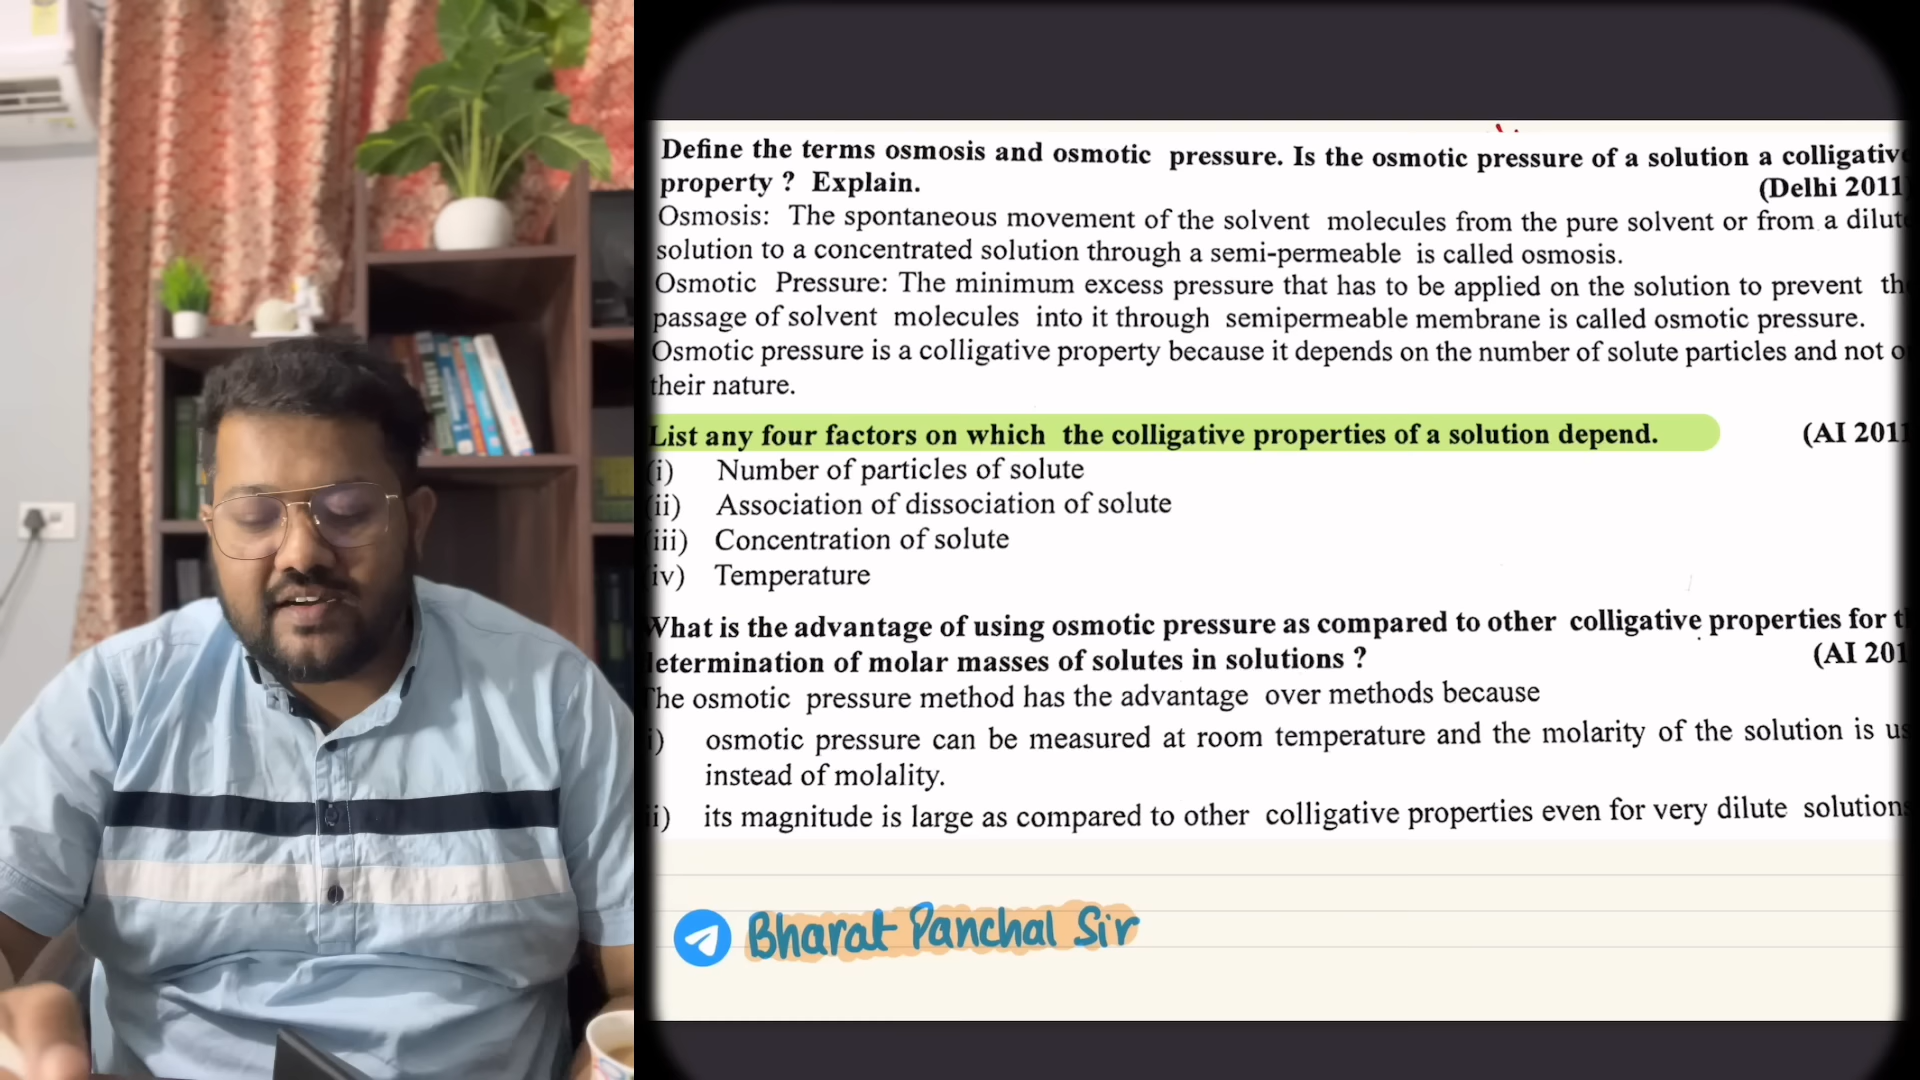 Define the terms osmosis and osmotic pressure. Is the osmotic pressure of a solution a colligative
property ? Explain. (Delhi 2011
Osmosis: The spontaneous movement of the solvent molecules from the pure solvent or from a dilut
solution to a concentrated solution through a semi-permeable is called osmosis.
Osmotic Pressure: The minimum excess pressure that has to be applied on the solution to prevent th
passage of solvent molecules into it through semipermeable membrane is called osmotic pressure.
Osmotic pressure is a colligative property because it depends on the number of solute particles and not o
their nature.
List any four factors on which the colligative properties of a solution depend. (AI 2011
(i) Number of particles of solute
(ii) Association of dissociation of solute
(iii) Concentration of solute
iv) Temperature
What is the advantage of using osmotic pressure as compared to other colligative properties for t
etermination of molar masses of solutes in solutions ? (AI 201
The osmotic pressure method has the advantage over methods because
i) osmotic pressure can be measured at room temperature and the molarity of the solution is us
instead of molality.
ii) its magnitude is large as compared to other colligative properties even for very dilute solutions
Bharat Panchal Sir